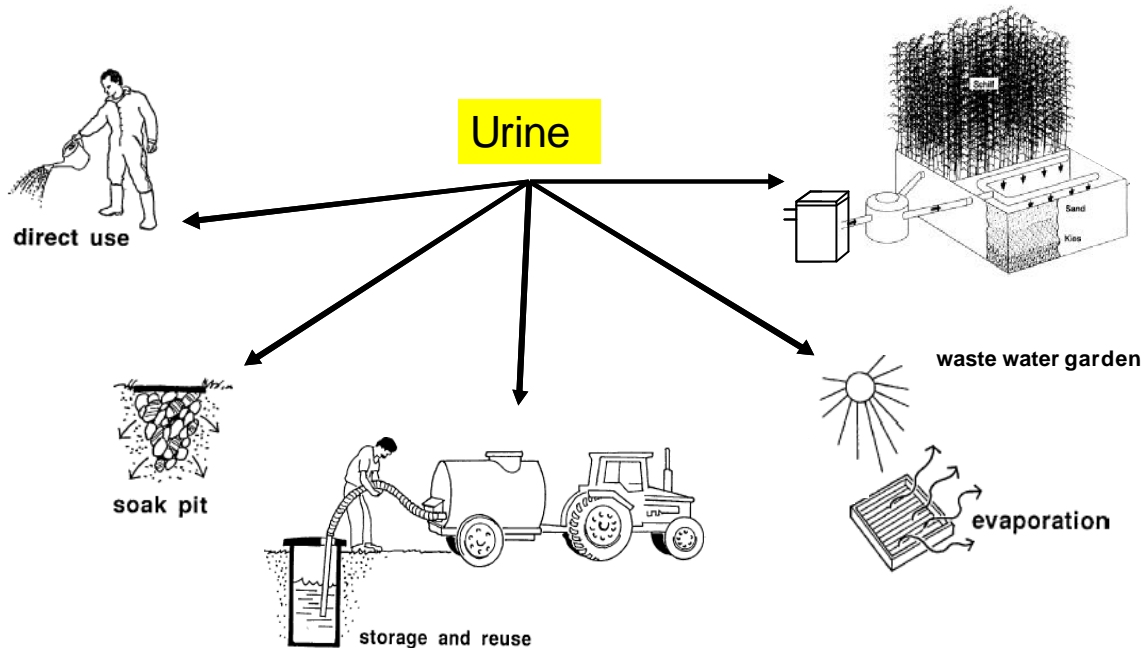 Urine
Schilf
Sand
Kies
direct use
waste water garden
soak pit
evaporation
storage and reuse